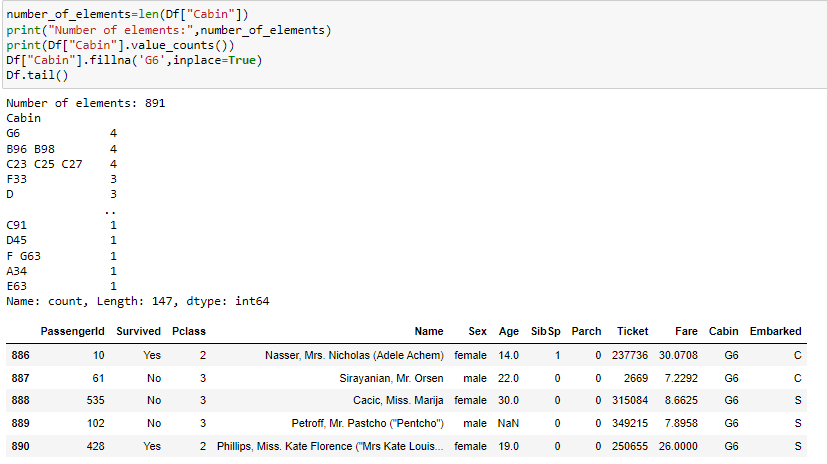 number_of_elements=len(Df["Cabin"])
print("Number of elements:",number_of_elements)
print(Df["Cabin"].value_counts())
Df["Cabin"].fillna('G6',inplace=True)
Df.tail()
Number of elements: 891
Cabin
G6 4
B96 B98 4
C23 C25 C27 4
F33 3
D 3
..
C91 1
D45 1
F G63 1
A34 1
E63 1
Name: count, Length: 147, dtype: int64
PassengerId Survived Pclass Name Sex Age SibSp Parch Ticket Fare Cabin Embarked
886 10 Yes 2 Nasser, Mrs. Nicholas (Adele Achem) female 14.0 1 0 237736 30.0708 G6 C
887 61 No 3 Sirayanian, Mr. Orsen male 22.0 0 0 2669 7.2292 G6 C
888 535 No 3 Cacic, Miss. Marija female 30.0 0 0 315084 8.6625 G6 S
889 102 No 3 Petroff, Mr. Pastcho ("Pentcho") male NaN 0 0 349215 7.8958 G6 S
890 428 Yes 2 Phillips, Miss. Kate Florence ("Mrs Kate Louis... female 19.0 0 0 250655 26.0000 G6 S